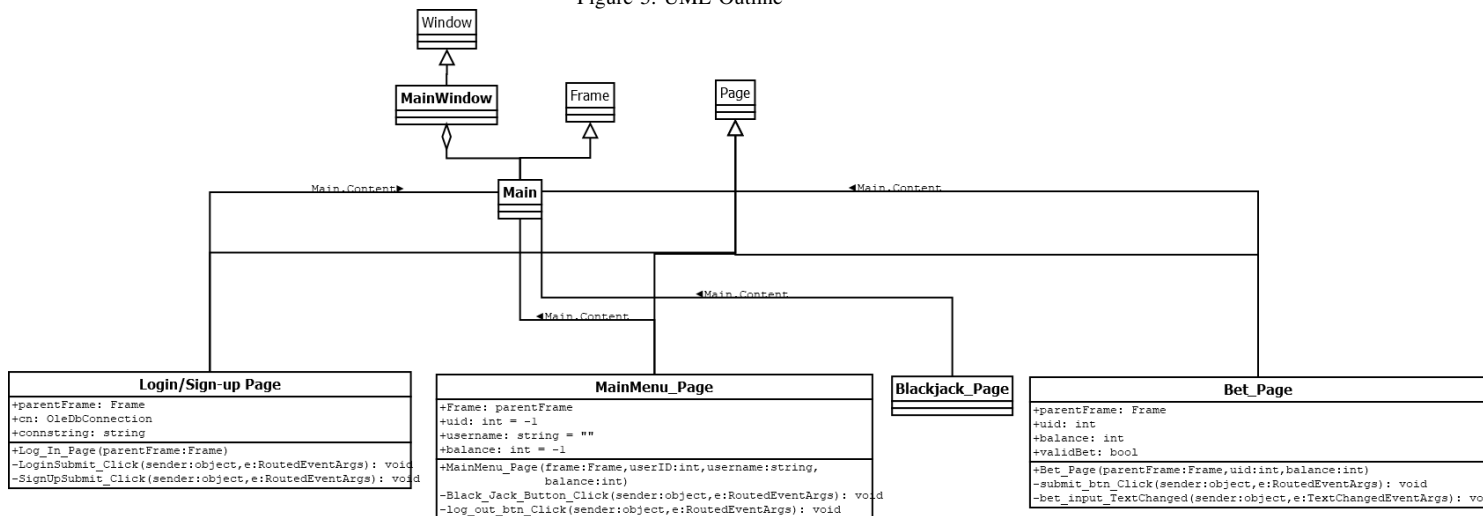 Figure 3. UML Outline
Window
MainWindow
Frame
Page
Main
Main.Content▶
◀Main.Content
◀Main.Content
◀Main.Content
Login/Sign-up Page
+parentFrame: Frame
+cn: OleDbConnection
+connstring: string
+Log_In_Page(parentFrame:Frame)
-LoginSubmit_Click(sender:object,e:RoutedEventArgs): void
-SignUpSubmit_Click(sender:object,e:RoutedEventArgs): void
MainMenu_Page
+Frame: parentFrame
+uid: int = -1
+username: string = ""
+balance: int = -1
+MainMenu_Page(frame:Frame,userID:int,username:string,
balance:int)
-Black_Jack_Button_Click(sender:object,e:RoutedEventArgs): void
-log_out_btn_Click(sender:object,e:RoutedEventArgs): void
Blackjack_Page
Bet_Page
+parentFrame: Frame
+uid: int
+balance: int
+validBet: bool
+Bet_Page(parentFrame:Frame,uid:int,balance:int)
-submit_btn_Click(sender:object,e:RoutedEventArgs): void
-bet_input_TextChanged(sender:object,e:TextChangedEventArgs): vo